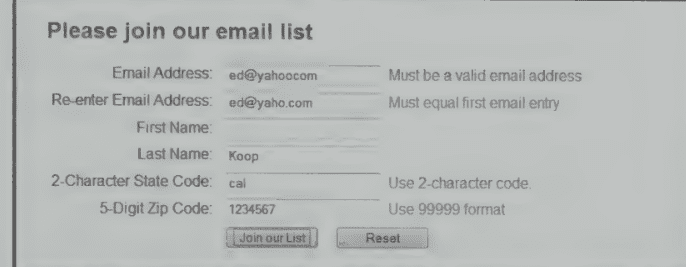 Please join our email list
Email Address: ed@yahoocom Must be a valid email address
Re-enter Email Address: ed@yaho.com Must equal first email entry
First Name:
Last Name: Koop
2-Character State Code: cal Use 2-character code.
5-Digit Zip Code: 1234567 Use 99999 format
Join our List Reset